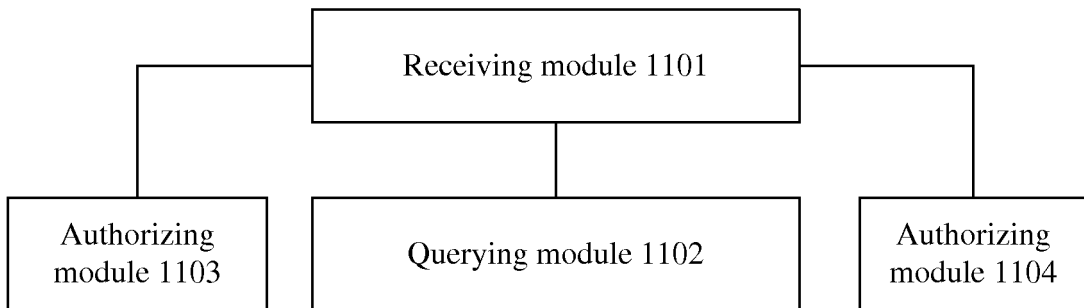 Receiving module 1101
Authorizing
module 1103
Querying module 1102
Authorizing
module 1104